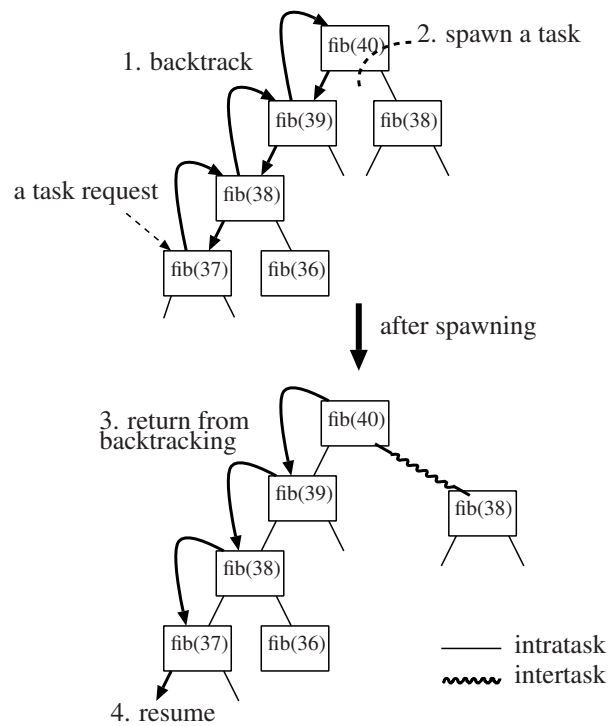 fib(40)
2. spawn a task
1. backtrack
fib(39)
fib(38)
a task request
fib(38)
fib(37)
fib(36)
after spawning
3. return from
backtracking
fib(40)
fib(39)
fib(38)
fib(38)
fib(37)
fib(36)
intratask
intertask
4. resume